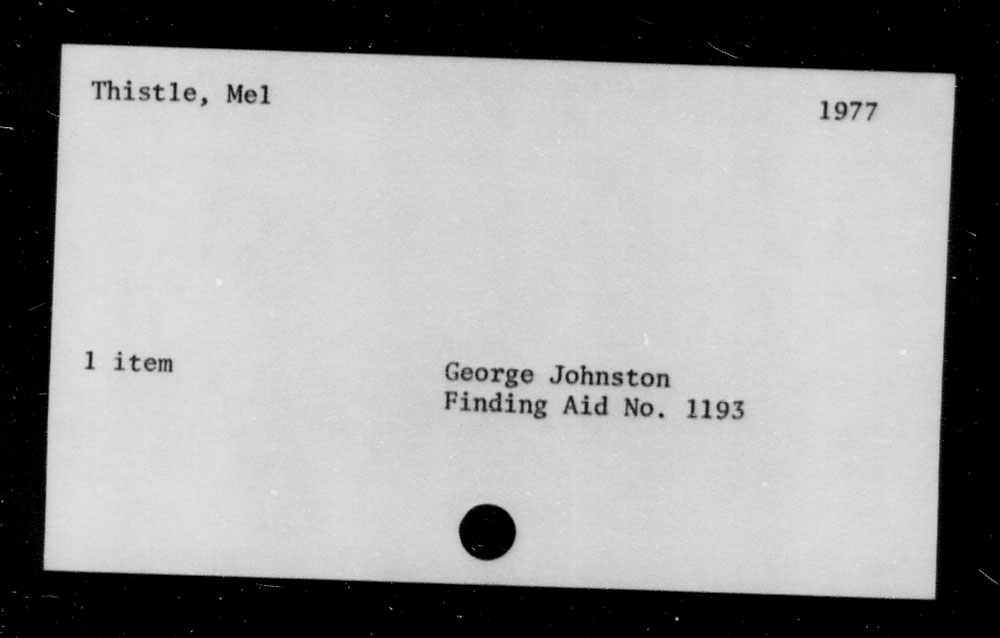 Thistle, Mel
1977
1 item
George Johnston
Finding Aid No. 1193